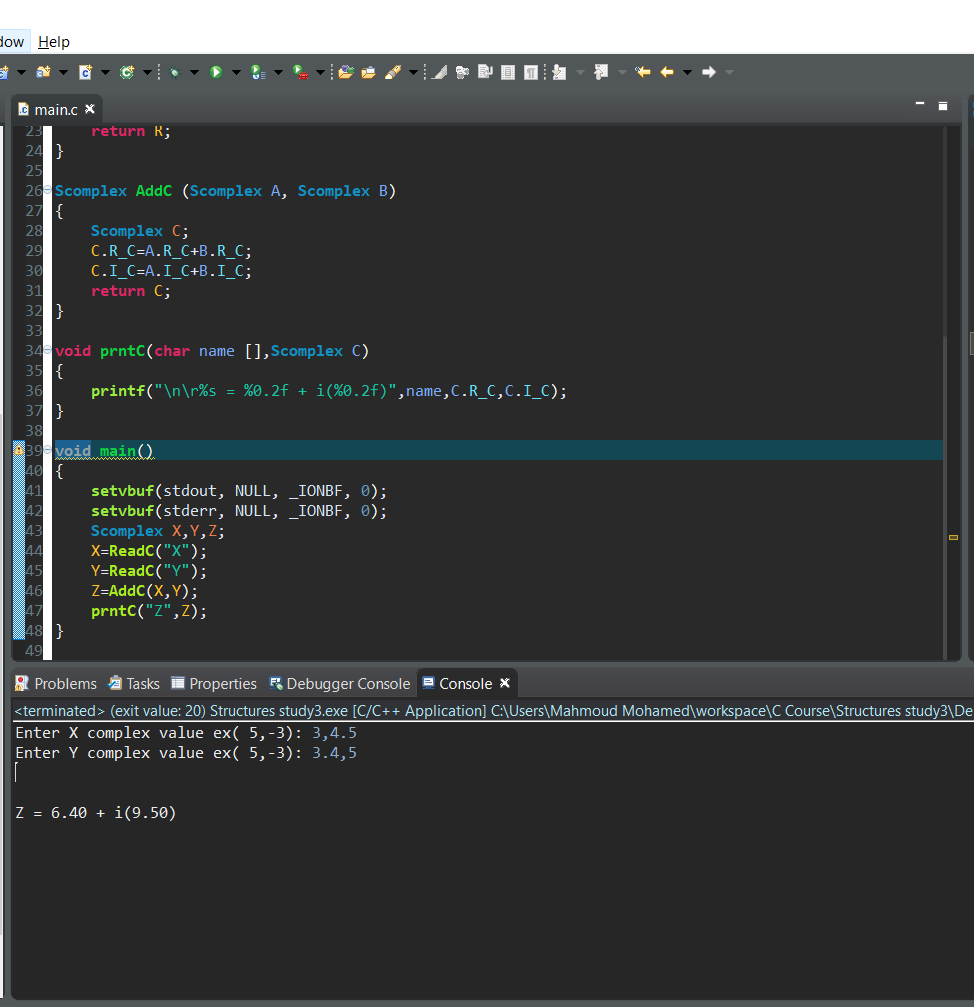 dow Help
main.c
23 return R;
24 }
25
26 Scomplex AddC (Scomplex A, Scomplex B)
27 {
28 Scomplex C;
29 C.R_C=A.R_C+B.R_C;
30 C.I_C=A.I_C+B.I_C;
31 return C;
32 }
33
34 void prntC(char name [],Scomplex C)
35 {
36 printf("\n\r%s = %0.2f + i(%0.2f)",name,C.R_C,C.I_C);
37 }
38
39 void main()
40 {
41 setvbuf(stdout, NULL, _IONBF, 0);
42 setvbuf(stderr, NULL, _IONBF, 0);
43 Scomplex X,Y,Z;
44 X=ReadC("X");
45 Y=ReadC("Y");
46 Z=AddC(X,Y);
47 prntC("Z",Z);
48 }
49
Problems Tasks Properties Debugger Console Console
<terminated> (exit value: 20) Structures study3.exe [C/C++ Application] C:\Users\Mahmoud Mohamed\workspace\C Course\Structures study3\De
Enter X complex value ex( 5,-3): 3,4.5
Enter Y complex value ex( 5,-3): 3.4,5
Z = 6.40 + i(9.50)